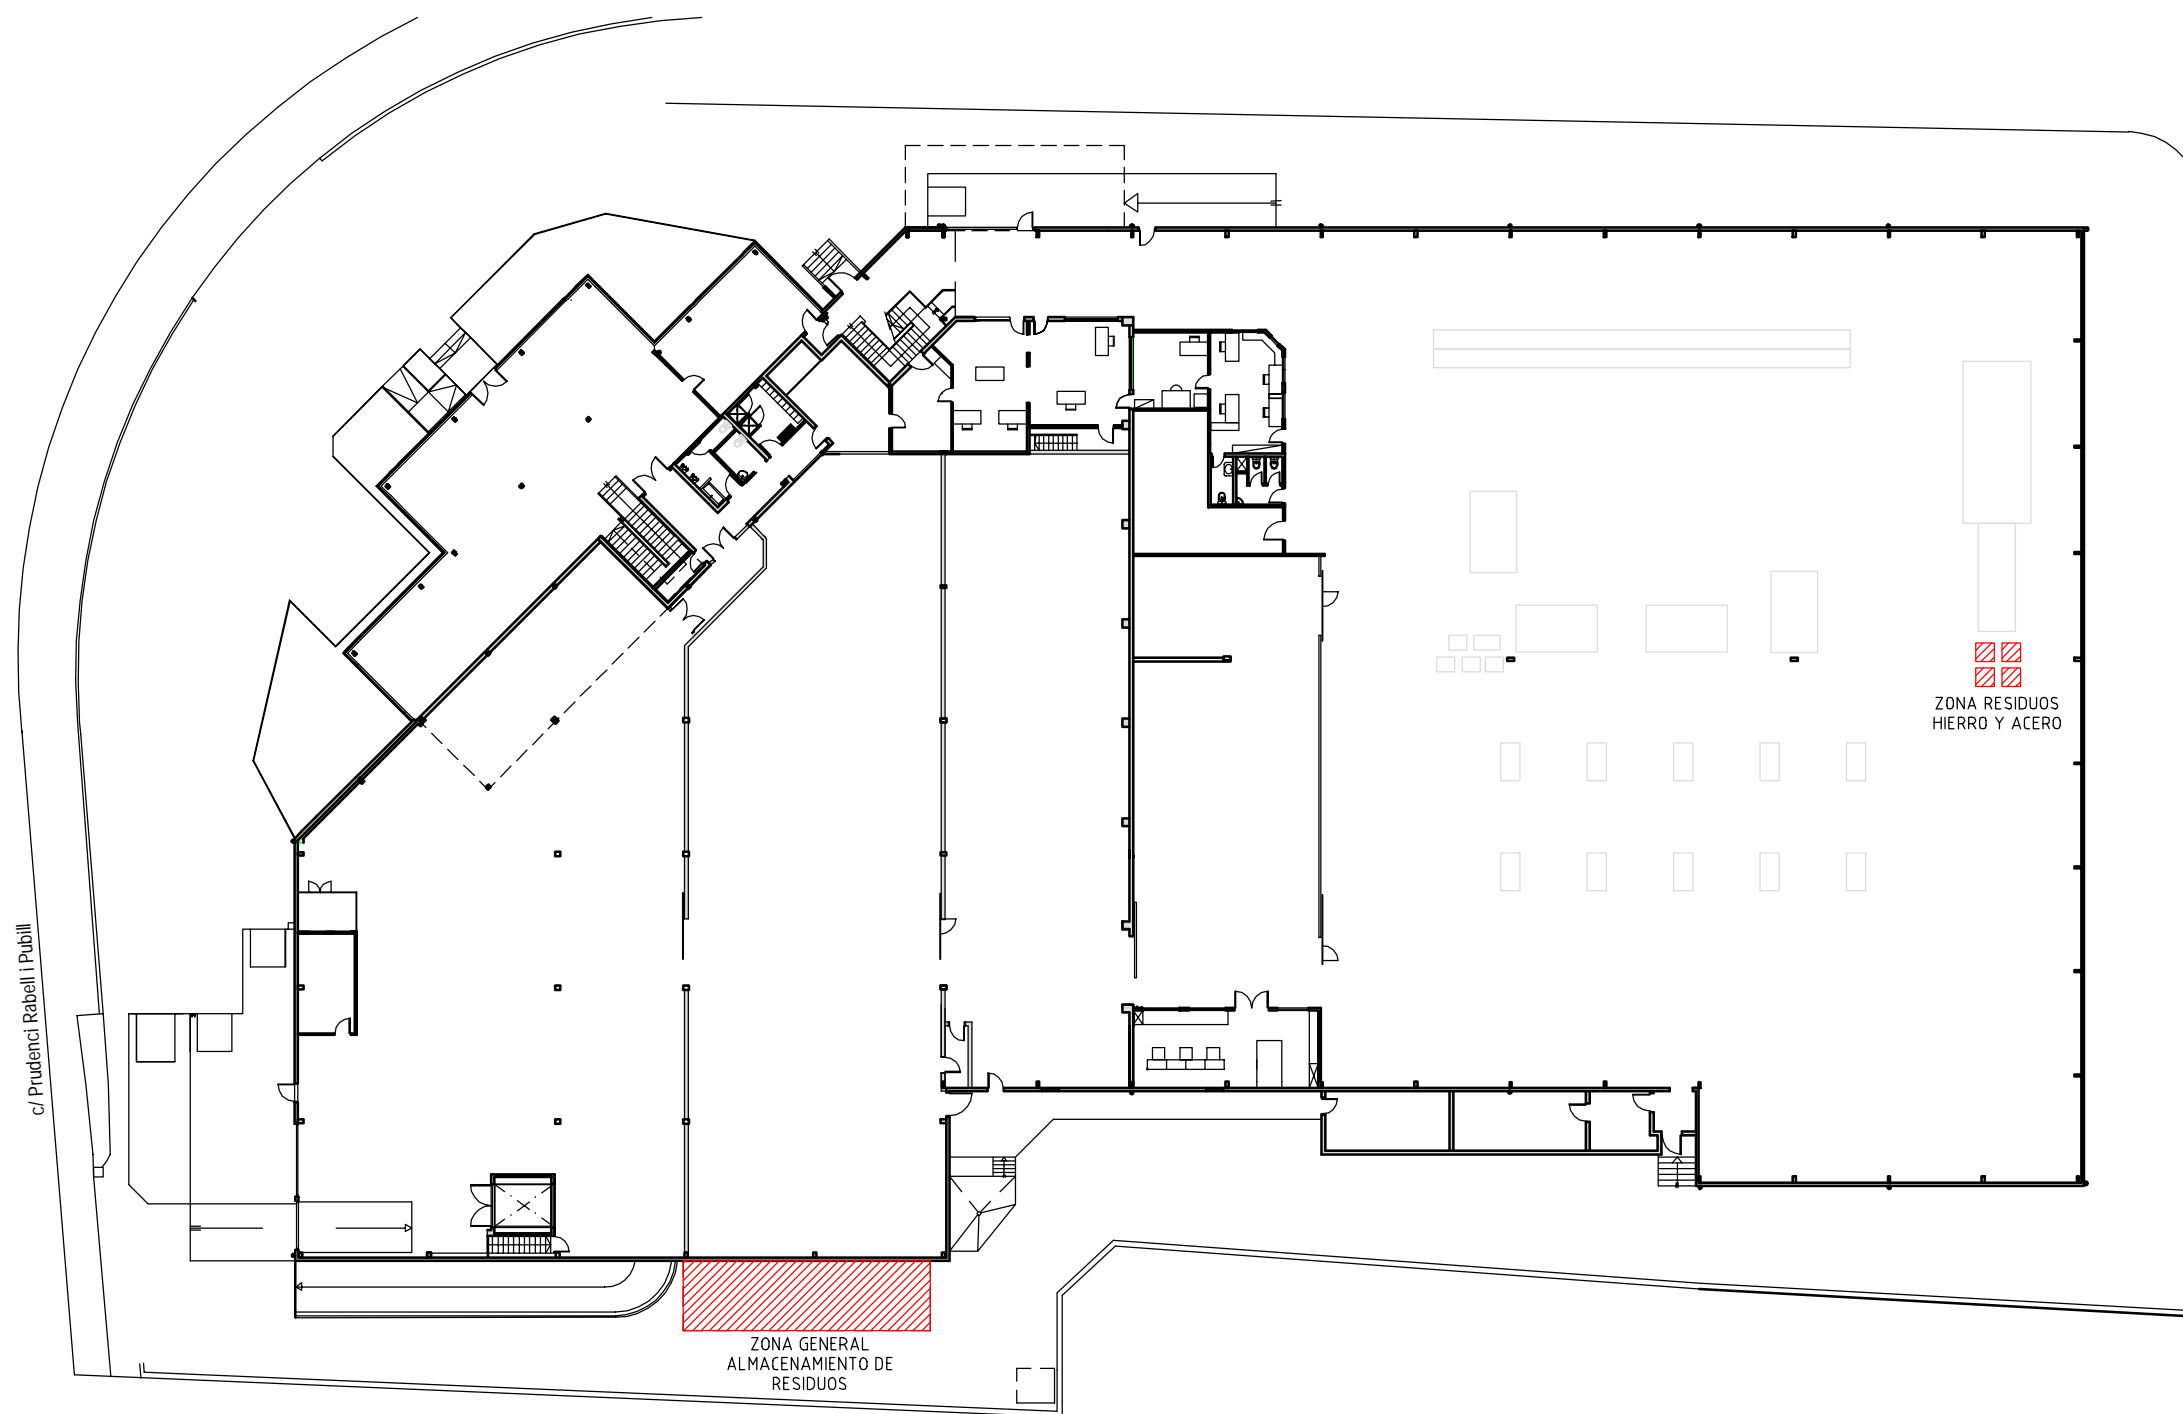 ZONA RESIDUOS
HIERRO Y ACERO
c/ Prudenci Rabell i Pubill
ZONA GENERAL
ALMACENAMIENTO DE
RESIDUOS